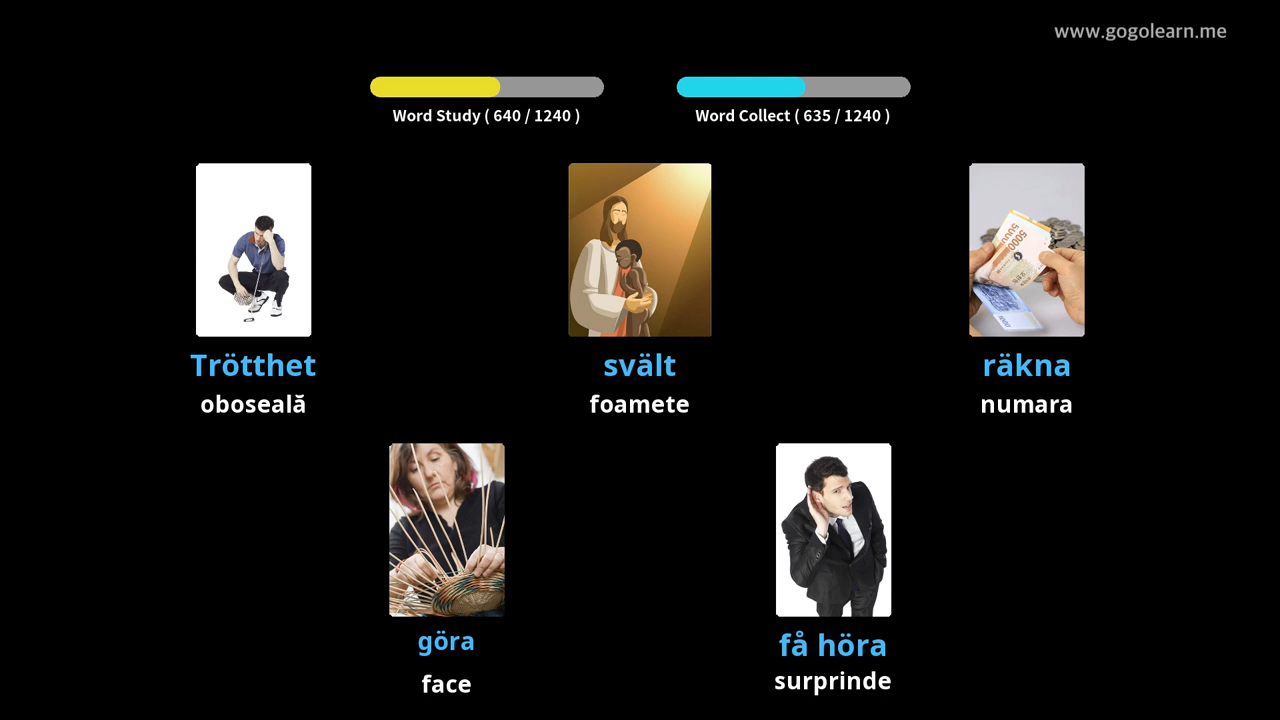 www.gogolearn.me
Word Study ( 640 / 1240 )
Word Collect ( 635 / 1240 )
Trötthet
oboseală
svält
foamete
räkna
numara
göra
face
få höra
surprinde